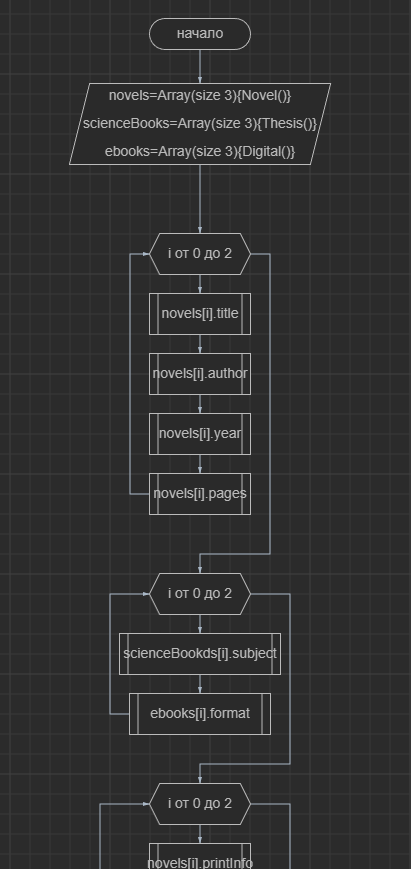 начало
novels=Array(size 3){Novel()}
scienceBooks=Array(size 3){Thesis()}
ebooks=Array(size 3){Digital()}
i от 0 до 2
novels[i].title
novels[i].author
novels[i].year
novels[i].pages
i от 0 до 2
scienceBookds[i].subject
ebooks[i].format
i от 0 до 2
novels[i].printInfo